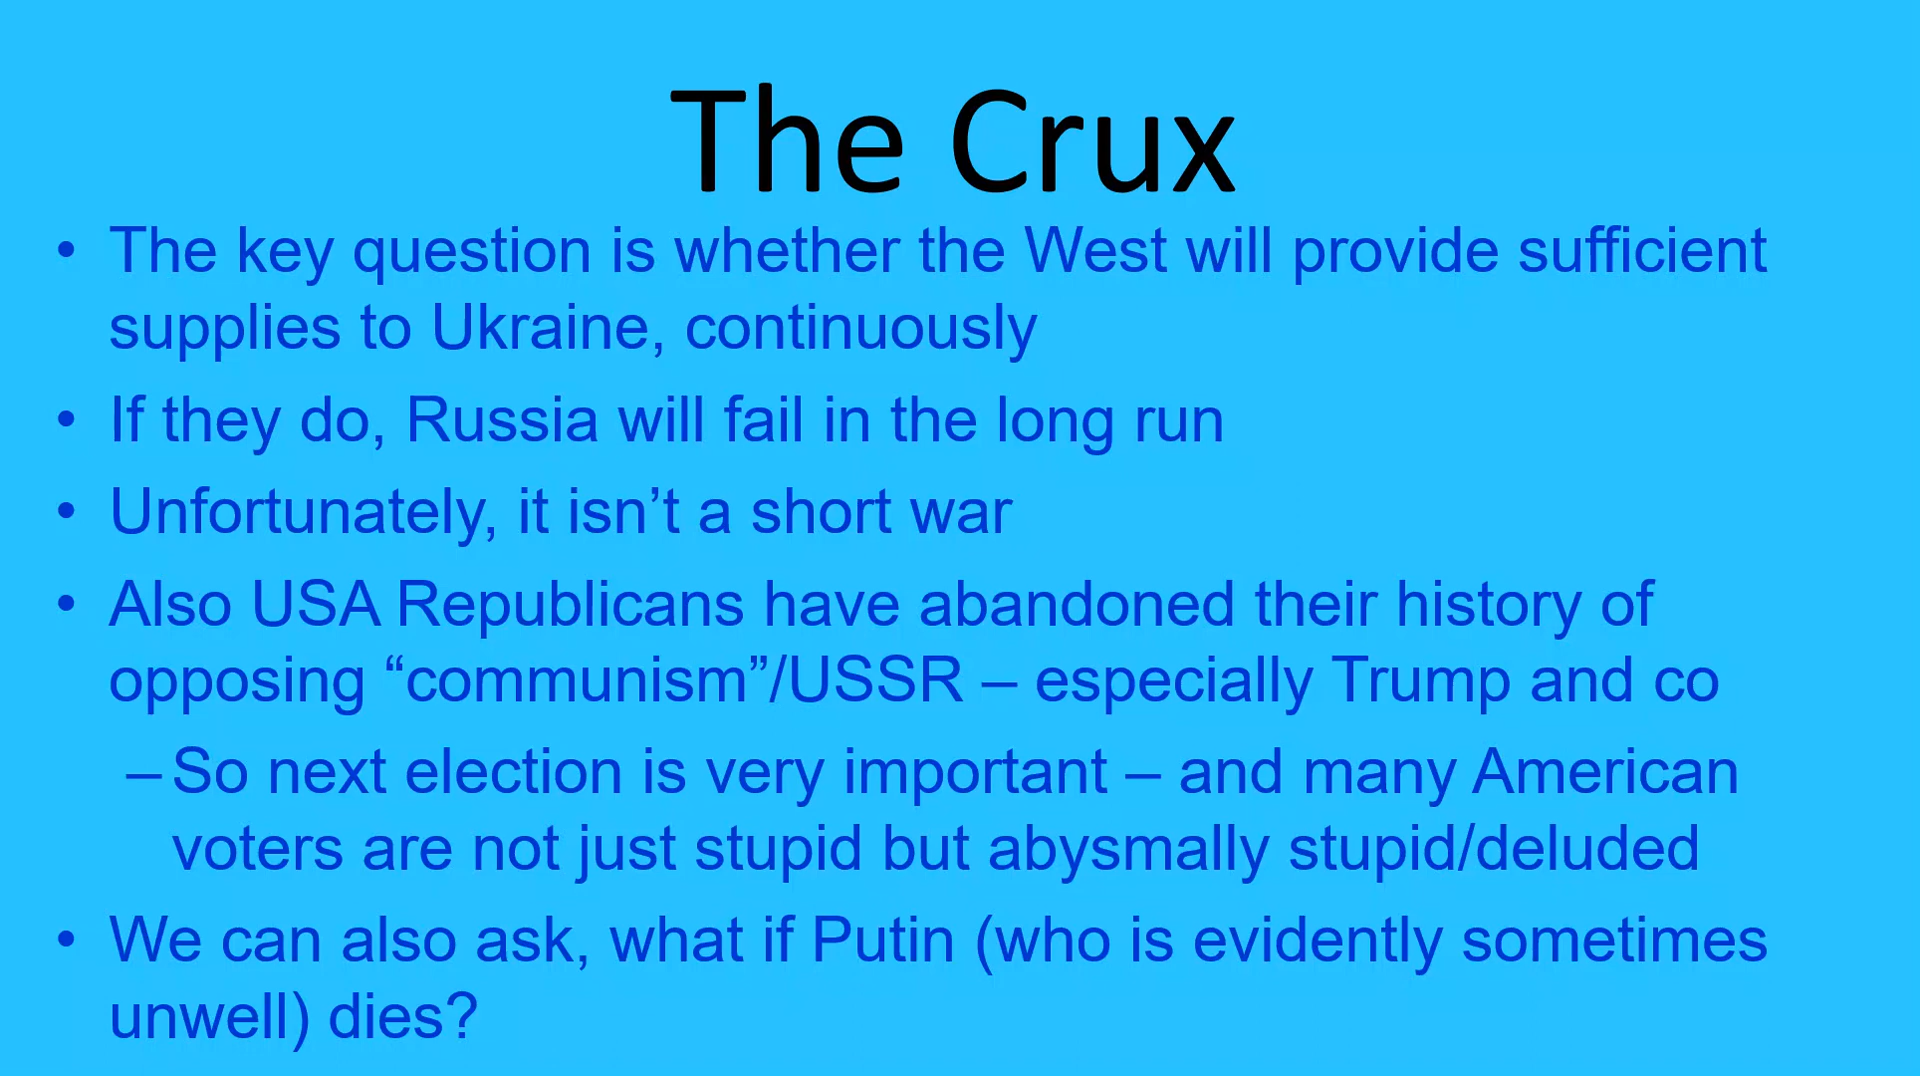 The Crux
• The key question is whether the West will provide sufficient
supplies to Ukraine, continuously
• If they do, Russia will fail in the long run
• Unfortunately, it isn’t a short war
• Also USA Republicans have abandoned their history of
opposing “communism”/USSR – especially Trump and co
– So next election is very important – and many American
voters are not just stupid but abysmally stupid/deluded
• We can also ask, what if Putin (who is evidently sometimes
unwell) dies?